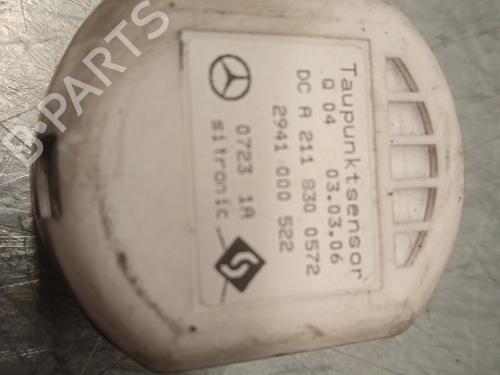 Taupunktsensor
Q 04 03.03.06
DC A 211 830 0572
2941 000 522
0723 1A
sitronic
B-PARTS